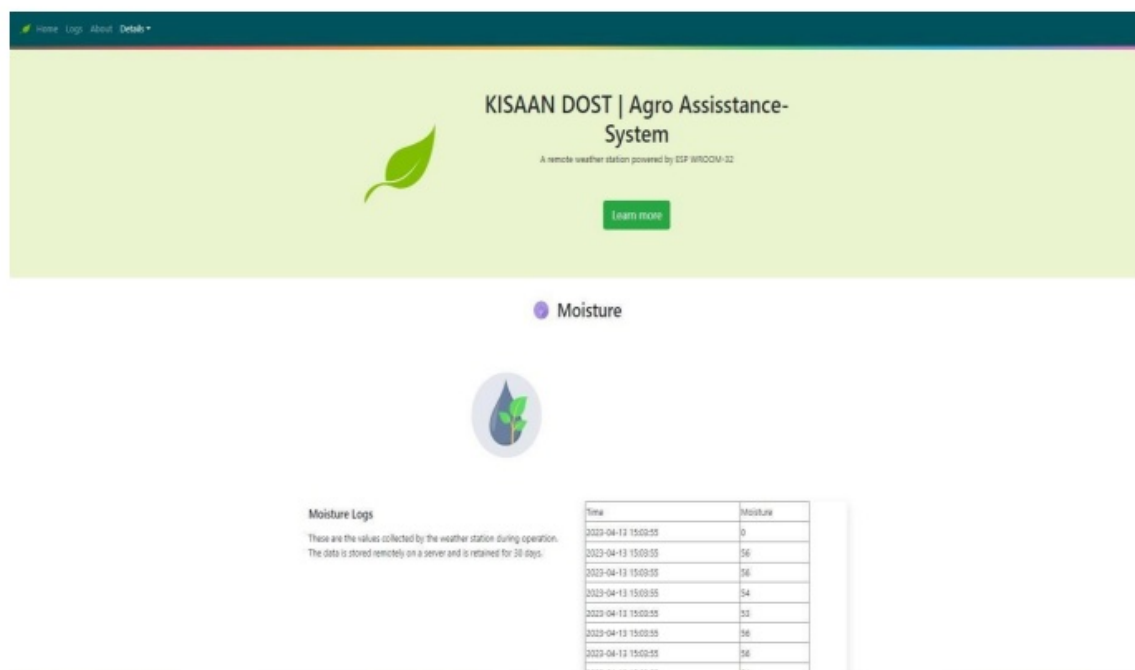 Home Logs About Details
KISAAN DOST | Agro Assisstance-
System
A remote weather station powered by ESP WROOM-32
Learn more
Moisture
Moisture Logs
These are the values collected by the weather station during operation.
The data is stored remotely on a server and is retained for 30 days.
Time Moisture
2023-04-13 15:03:55 0
2023-04-13 15:03:55 56
2023-04-13 15:03:55 56
2023-04-13 15:03:55 54
2023-04-13 15:03:55 53
2023-04-13 15:03:55 56
2023-04-13 15:03:55 56